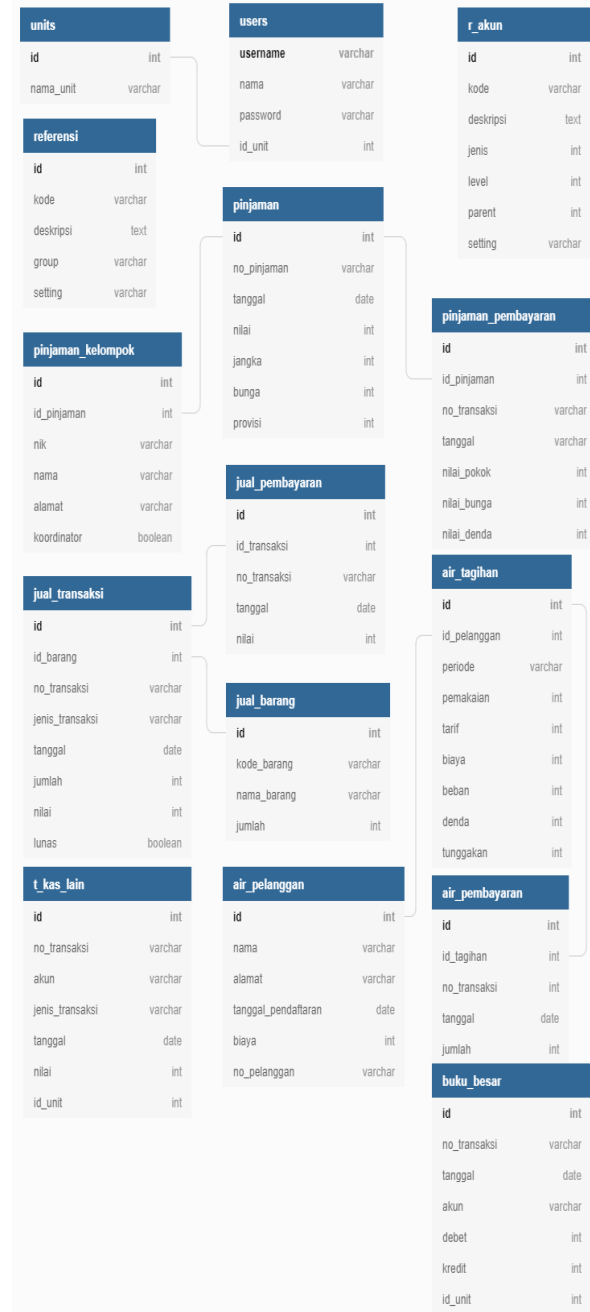 units
id int
nama_unit varchar
users
username varchar
nama varchar
password varchar
id_unit int
r_akun
id int
kode varchar
deskripsi text
jenis int
level int
parent int
setting varchar
referensi
id int
kode varchar
deskripsi text
group varchar
setting varchar
pinjaman
id int
no_pinjaman varchar
tanggal date
nilai int
jangka int
bunga int
provisi int
pinjaman_pembayaran
id int
id_pinjaman int
no_transaksi varchar
tanggal varchar
nilai_pokok int
nilai_bunga int
nilai_denda int
pinjaman_kelompok
id int
id_pinjaman int
nik varchar
nama varchar
alamat varchar
koordinator boolean
jual_pembayaran
id int
id_transaksi int
no_transaksi varchar
tanggal date
nilai int
air_tagihan
id int
id_pelanggan int
periode varchar
pemakaian int
tarif int
biaya int
beban int
denda int
tunggakan int
jual_transaksi
id int
id_barang int
no_transaksi varchar
jenis_transaksi varchar
tanggal date
jumlah int
nilai int
lunas boolean
jual_barang
id int
kode_barang varchar
nama_barang varchar
jumlah int
t_kas_lain
id int
no_transaksi varchar
akun varchar
jenis_transaksi varchar
tanggal date
nilai int
id_unit int
air_pelanggan
id int
nama varchar
alamat varchar
tanggal_pendaftaran date
biaya int
no_pelanggan varchar
air_pembayaran
id int
id_tagihan int
no_transaksi int
tanggal date
jumlah int
buku_besar
id int
no_transaksi varchar
tanggal date
akun varchar
debet int
kredit int
id_unit int